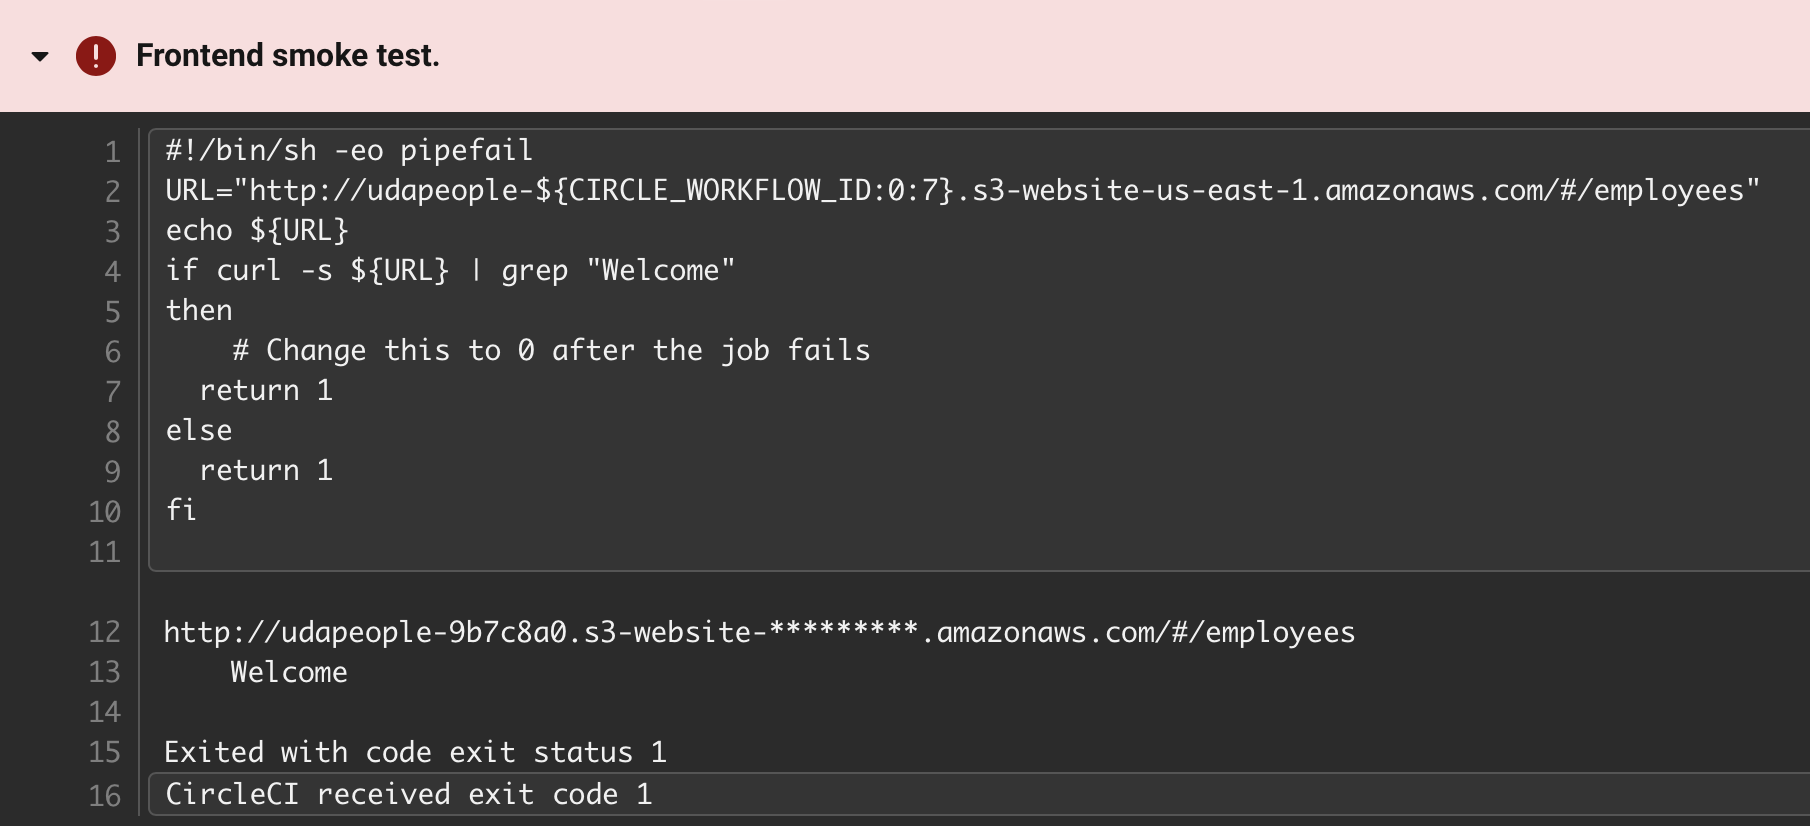 Frontend smoke test.
1 #!/bin/sh -eo pipefail
2 URL="http://udapeople-${CIRCLE_WORKFLOW_ID:0:7}.s3-website-us-east-1.amazonaws.com/#/employees"
3 echo ${URL}
4 if curl -s ${URL} | grep "Welcome"
5 then
6     # Change this to 0 after the job fails
7   return 1
8 else
9   return 1
10 fi
11
12 http://udapeople-9b7c8a0.s3-website-*********.amazonaws.com/#/employees
13     Welcome
14
15 Exited with code exit status 1
16 CircleCI received exit code 1